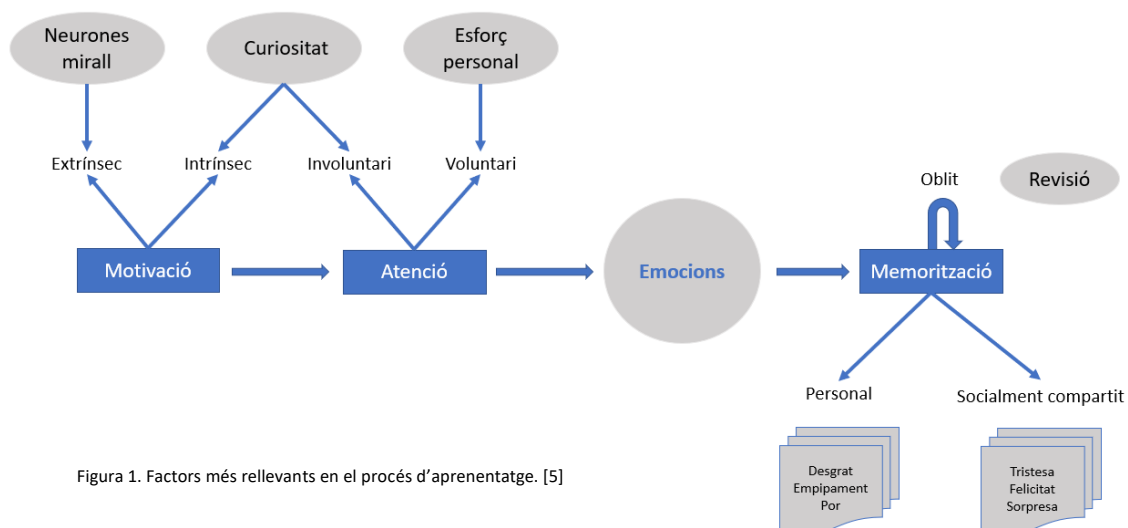 Neurones
mirall
Curiositat
Esforç
personal
Extrínsec
Intrínsec
Involuntari
Voluntari
Oblit
Revisió
Motivació
Atenció
Emocions
Memorització
Personal
Socialment compartit
Desgrat
Empipament
Por
Tristesa
Felicitat
Sorpresa
Figura 1. Factors més rellevants en el procés d’aprenentatge. [5]